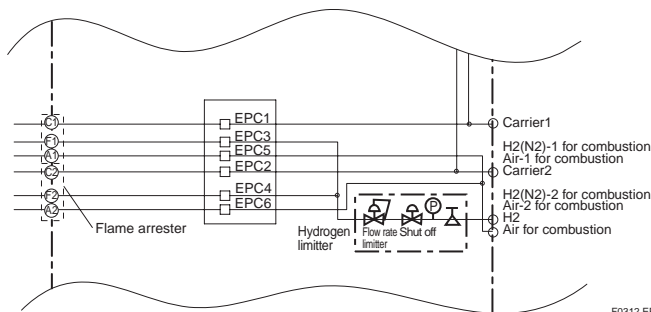 C1
EPC1
Carrier1
F1
EPC3
H2(N2)-1 for combustion
A1
EPC5
Air-1 for combustion
C2
EPC2
Carrier2
F2
EPC4
H2(N2)-2 for combustion
A2
EPC6
Air-2 for combustion
P
H2
Flame arrester
Hydrogen
limitter
Flow rate
limitter
Shut off
Air for combustion